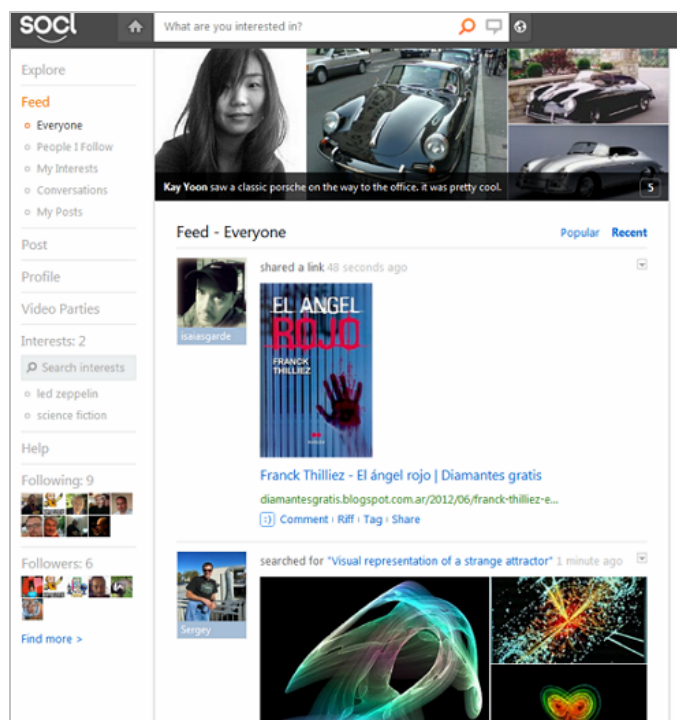 socl
What are you interested in?
Explore
Feed
Everyone
People I Follow
My Interests
Conversations
My Posts
Post
Profile
Video Parties
Interests: 2
Search interests
led zeppelin
science fiction
Help
Following: 9
Followers: 6
Find more >
Kay Yoon saw a classic porsche on the way to the office. it was pretty cool.
5
Feed - Everyone
Popular Recent
isaiasgarde
shared a link 48 seconds ago
EL ÁNGEL
ROJO
FRANCK
THILLIEZ
Franck Thilliez - El ángel rojo | Diamantes gratis
diamantesgratis.blogspot.com.ar/2012/06/franck-thilliez-e...
:) Comment Riff Tag Share
Sergey
searched for "Visual representation of a strange attractor" 1 minute ago